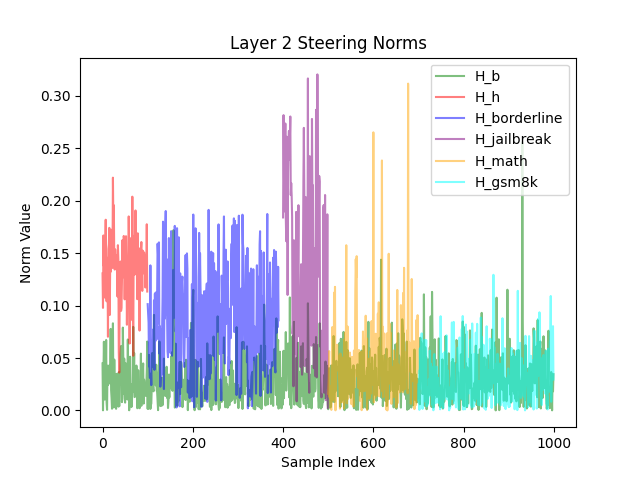 Layer 2 Steering Norms
Norm Value
0.30
0.25
0.20
0.15
0.10
0.05
0.00
H_b
H_h
H_borderline
H_jailbreak
H_math
H_gsm8k
0
200
400
600
800
1000
Sample Index